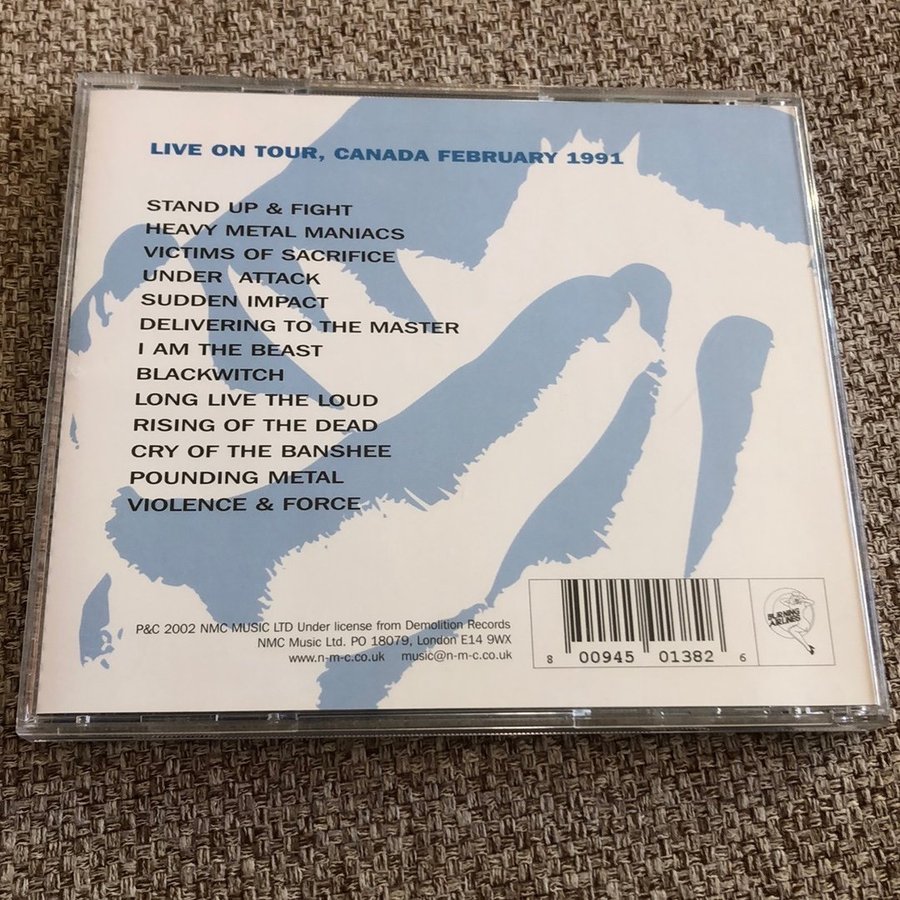 LIVE ON TOUR, CANADA FEBRUARY 1991
STAND UP & FIGHT
HEAVY METAL MANIACS
VICTIMS OF SACRIFICE
UNDER ATTACK
SUDDEN IMPACT
DELIVERING TO THE MASTER
I AM THE BEAST
BLACKWITCH
LONG LIVE THE LOUD
RISING OF THE DEAD
CRY OF THE BANSHEE
POUNDING METAL
VIOLENCE & FORCE
P&C 2002 NMC MUSIC LTD Under license from Demolition Records
NMC Music Ltd. PO 18079, London E14 9WX
www.n-m-c.co.uk music@n-m-c.co.uk
8 00945 01382 6
BURNING
AIRLINES